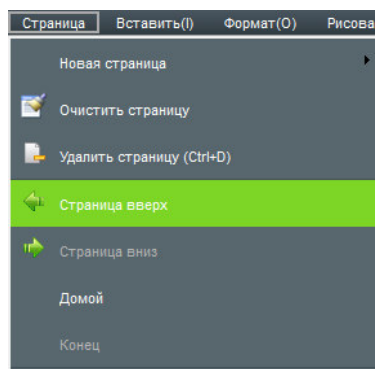 Страница Вставить(I) Формат(O) Рисова
Новая страница
Очистить страницу
Удалить страницу (Ctrl+D)
Страница вверх
Страница вниз
Домой
Конец